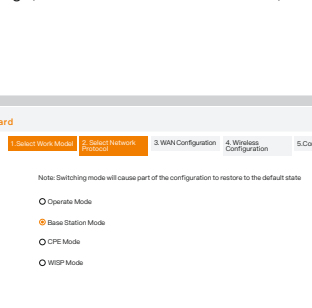 ard
1.Select Work Model
2. Select Network
Protocol
3. WAN Configuration
4. Wireless
Configuration
5.Co
Note: Switching mode will cause part of the configuration to restore to the default state
Operate Mode
Base Station Mode
CPE Mode
WISP Mode